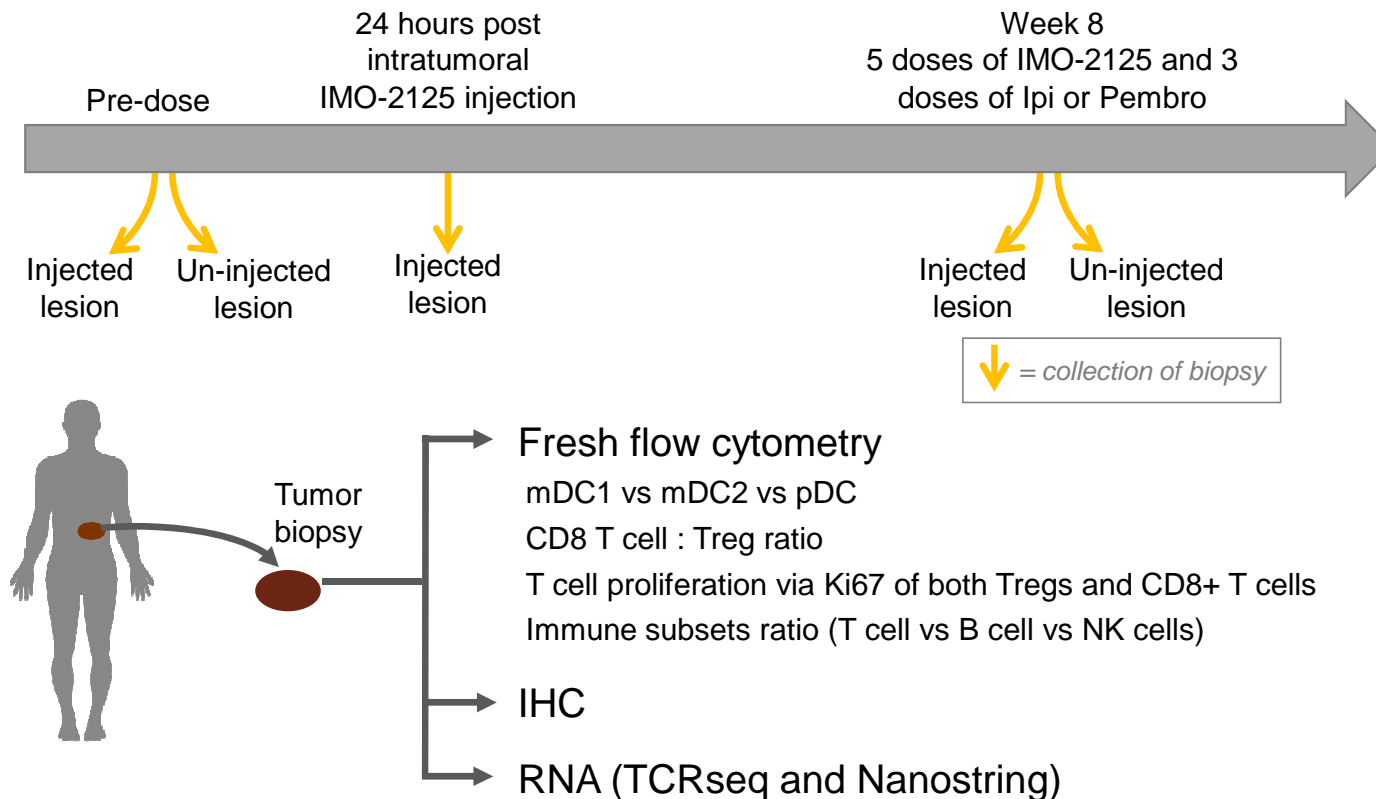 Pre-dose
24 hours post
intratumoral
IMO-2125 injection
Week 8
5 doses of IMO-2125 and 3
doses of Ipi or Pembro
Injected
lesion
Un-injected
lesion
Injected
lesion
Injected
lesion
Un-injected
lesion
= collection of biopsy
Tumor
biopsy
Fresh flow cytometry
mDC1 vs mDC2 vs pDC
CD8 T cell : Treg ratio
T cell proliferation via Ki67 of both Tregs and CD8+ T cells
Immune subsets ratio (T cell vs B cell vs NK cells)
IHC
RNA (TCRseq and Nanostring)